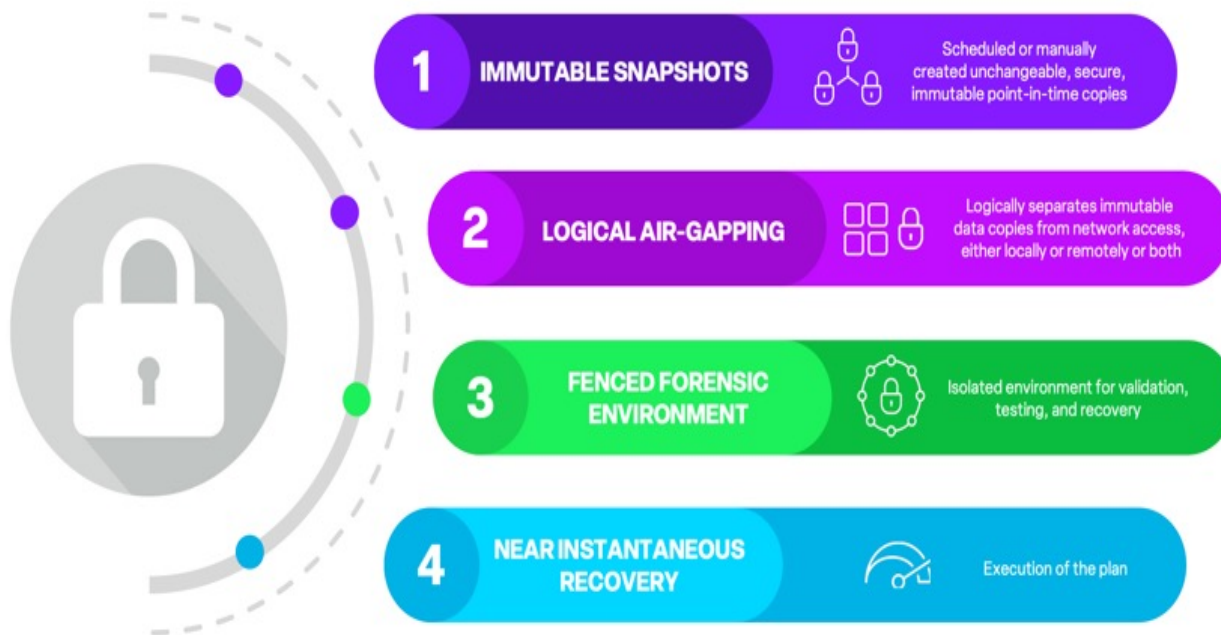 1
IMMUTABLE SNAPSHOTS
Scheduled or manually
created unchangeable, secure,
immutable point-in-time copies
2
LOGICAL AIR-GAPPING
Logically separates immutable
data copies from network access,
either locally or remotely or both
3
FENCED FORENSIC
ENVIRONMENT
Isolated environment for validation,
testing, and recovery
4
NEAR INSTANTANEOUS
RECOVERY
Execution of the plan